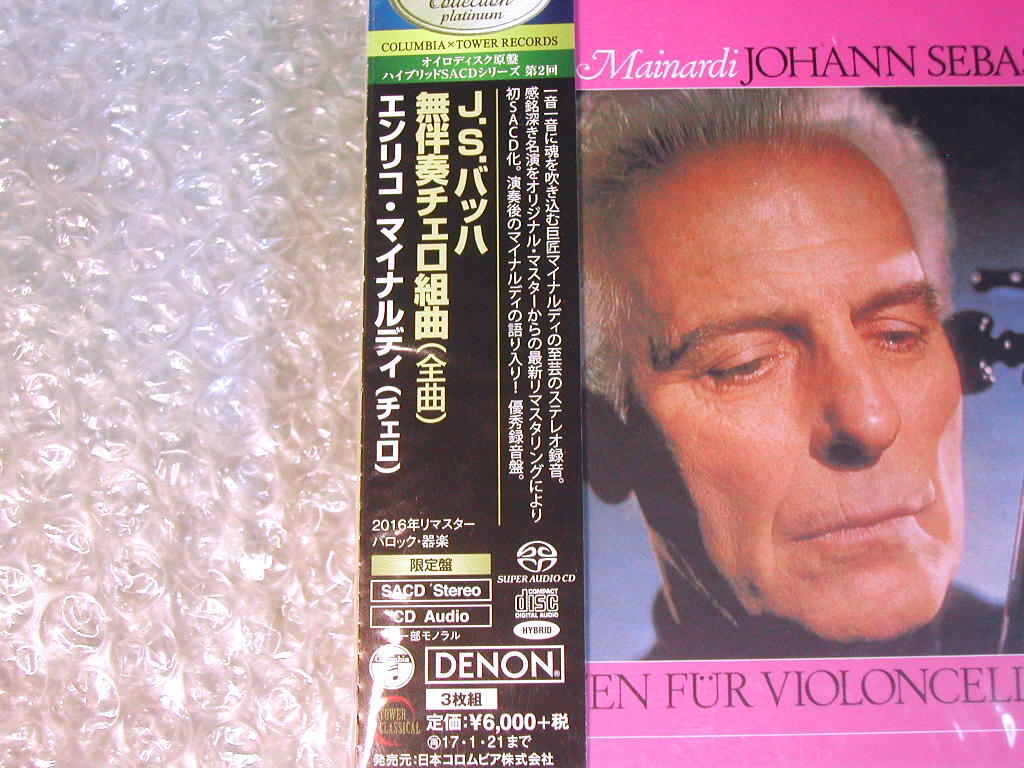 Collection
platinum
COLUMBIA×TOWER RECORDS
オイロディスク原盤
ハイブリッドSACDシリーズ 第2回
一音一音に魂を吹き込む巨匠マイナルディの至芸のステレオ録音。
感銘深き名演をオリジナル・マスターからの最新リマスタリングにより
初SACD化。演奏後のマイナルディの語り入り！優秀録音盤。
J.S.バッハ
無伴奏チェロ組曲(全曲)
エンリコ・マイナルディ(チェロ)
2016年リマスター
バロック・器楽
限定盤
SACD Stereo
CD Audio
一部モノラル
SUPER AUDIO CD
COMPACT
disc
DIGITAL AUDIO
HYBRID
Columbia
DENON®
3枚組
TOWER
CLASSICAL
定価:¥6,000+税
再17・1・21まで
発売元:日本コロムビア株式会社
Mainardi JOHANN SEBAS
EN FÜR VIOLONCELL